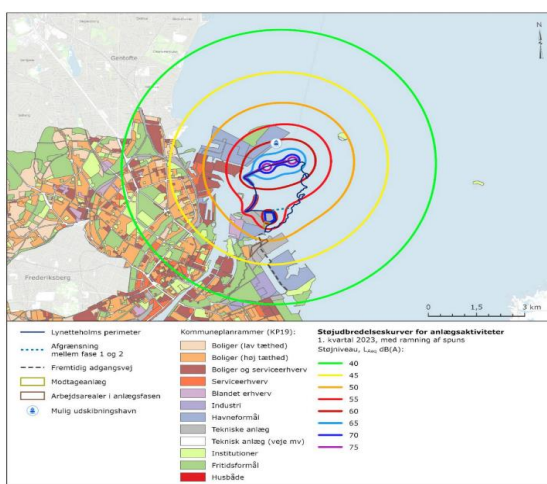 N
Gentofte
Frederiksberg
0
1,5
3 km
Lynetteholms perimeter
Afgrænsning
mellem fase 1 og 2
Fremtidig adgangsvej
Modtageanlæg
Arbejdsarealer i anlægsfasen
Mulig udskibningshavn
Kommuneplanrammer (KP19):
Boliger (lav tæthed)
Boliger (høj tæthed)
Boliger og serviceerhverv
Serviceerhverv
Blandet erhverv
Industri
Havneformål
Tekniske anlæg
Teknisk anlæg (veje mv)
Institutioner
Fritidsformål
Husbåde
Støjudbredelseskurver for anlægsaktiviteter
1. kvartal 2023, med ramning af spuns
Støjniveau, dB(A):
40
45
50
55
60
65
70
75